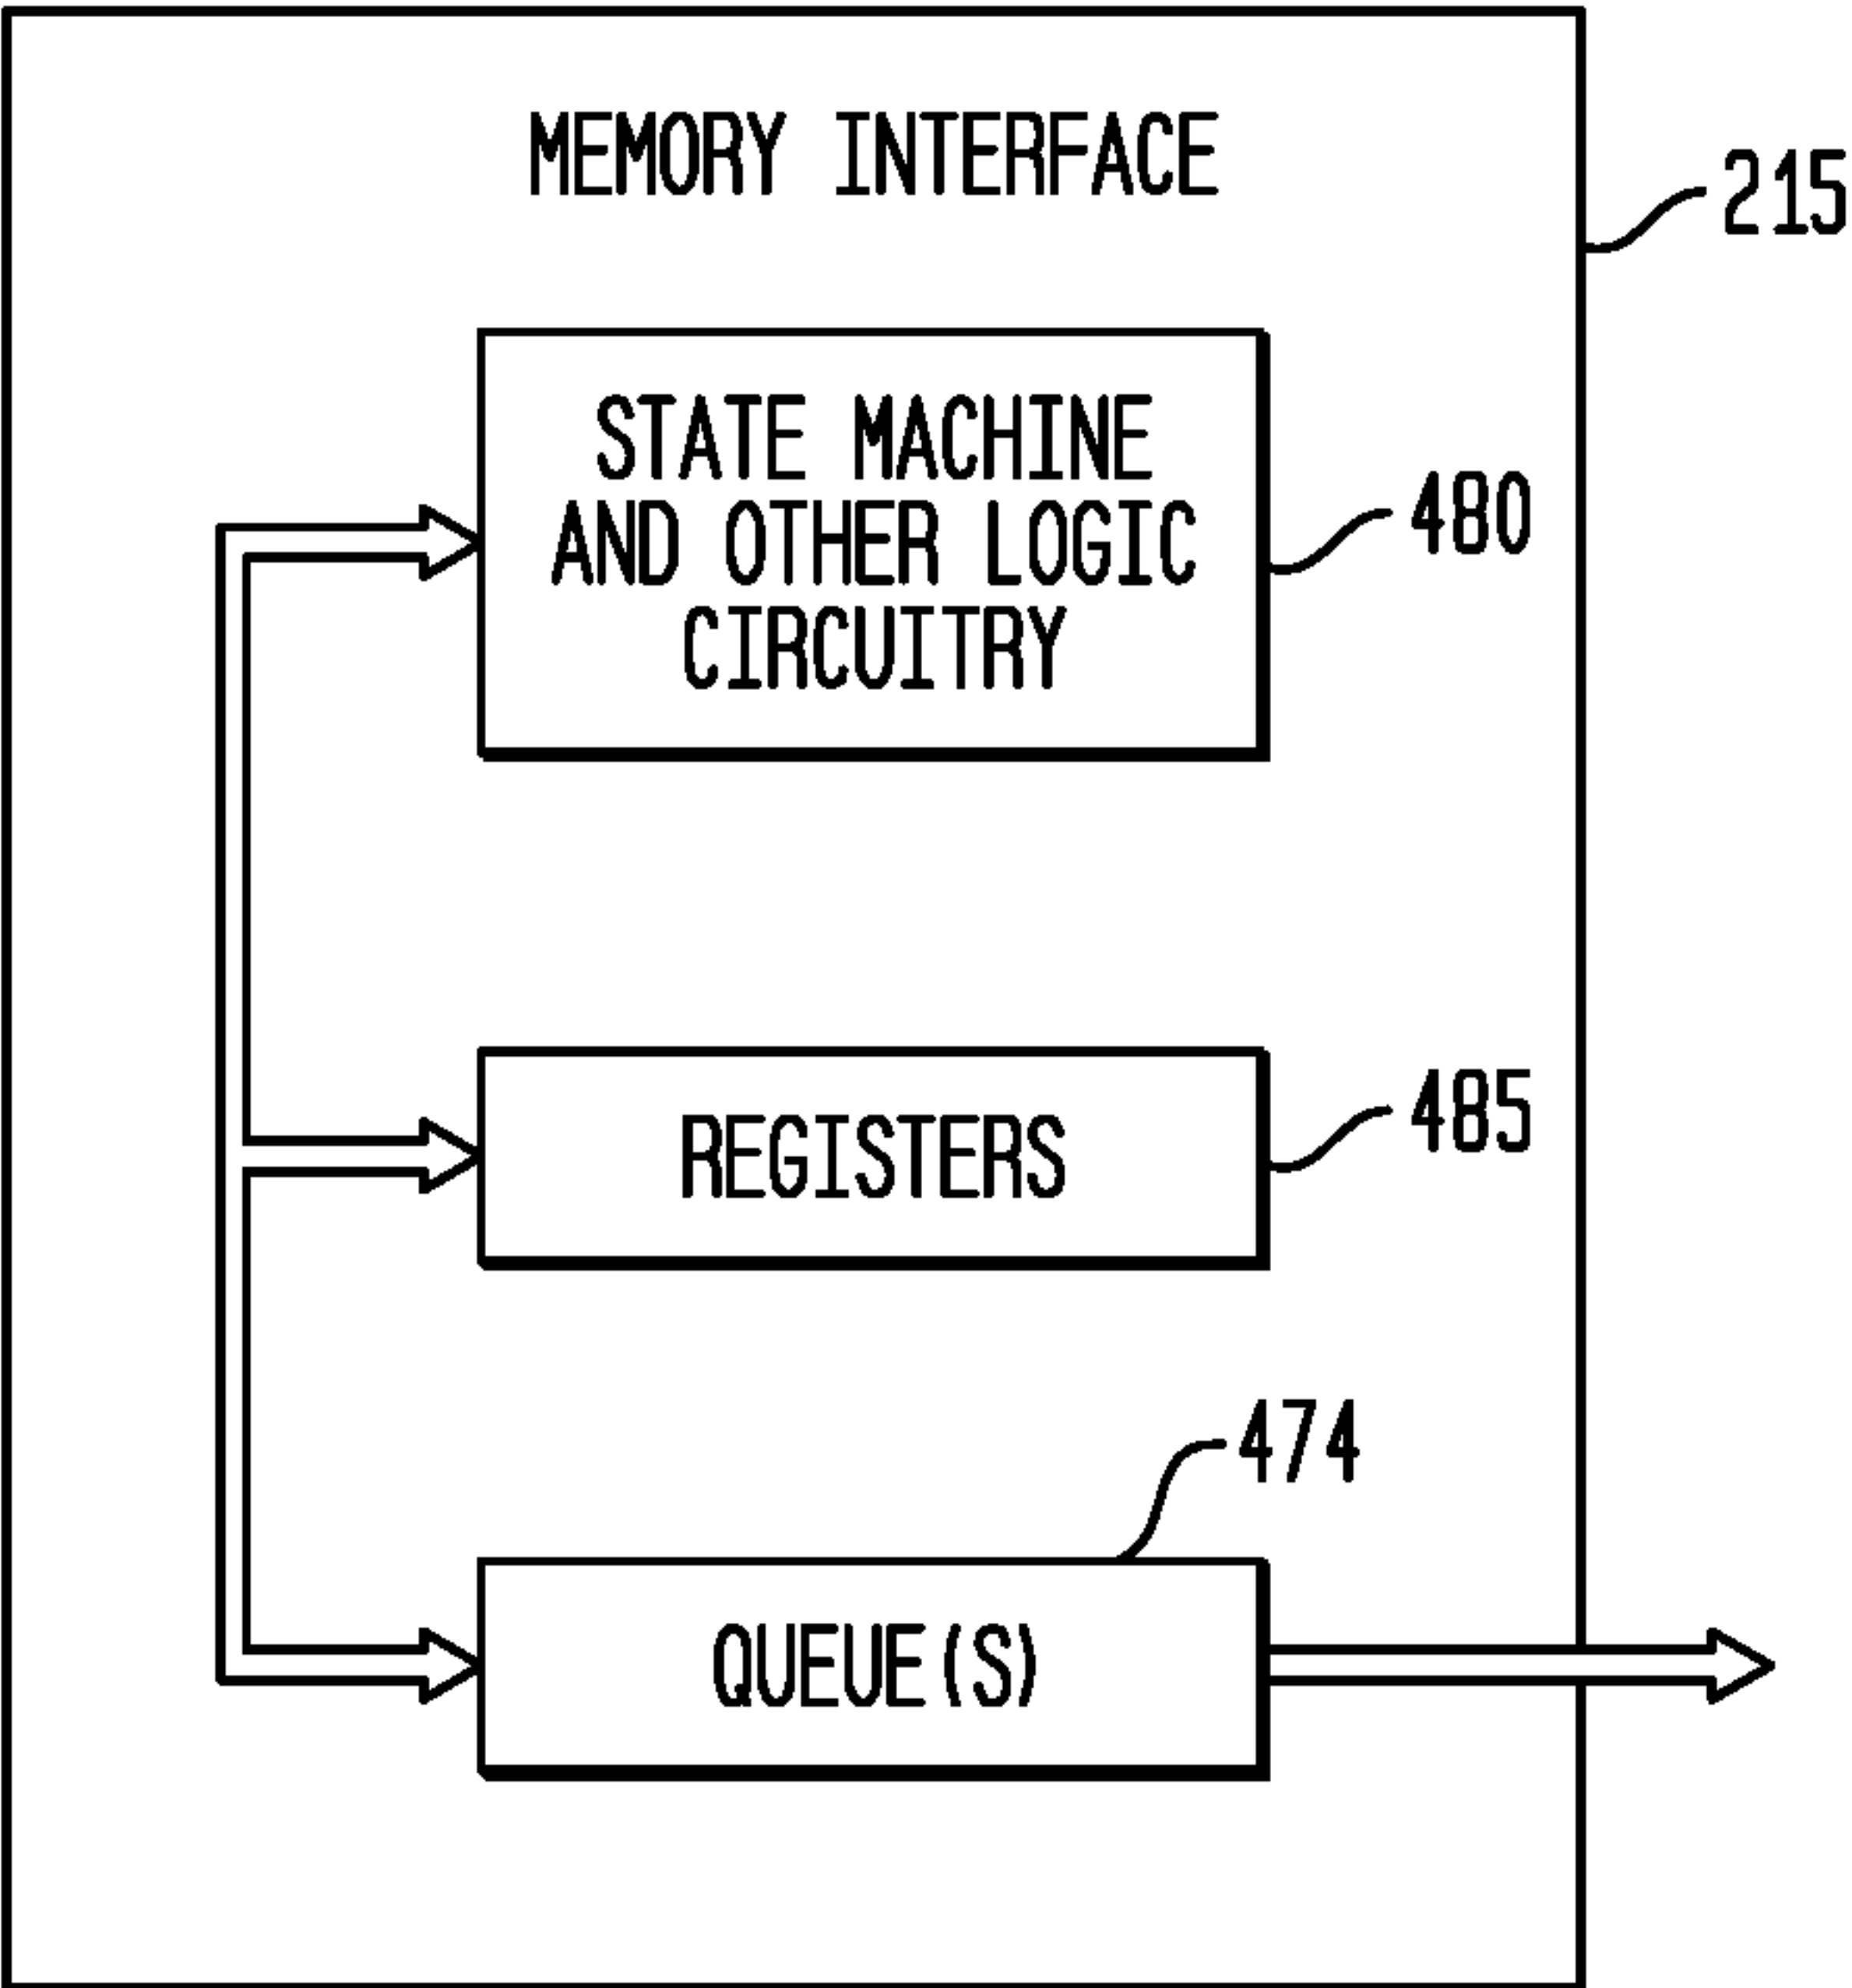 MEMORY INTERFACE
215
STATE MACHINE
AND OTHER LOGIC
CIRCUITRY
480
REGISTERS
485
474
QUEUE(S)